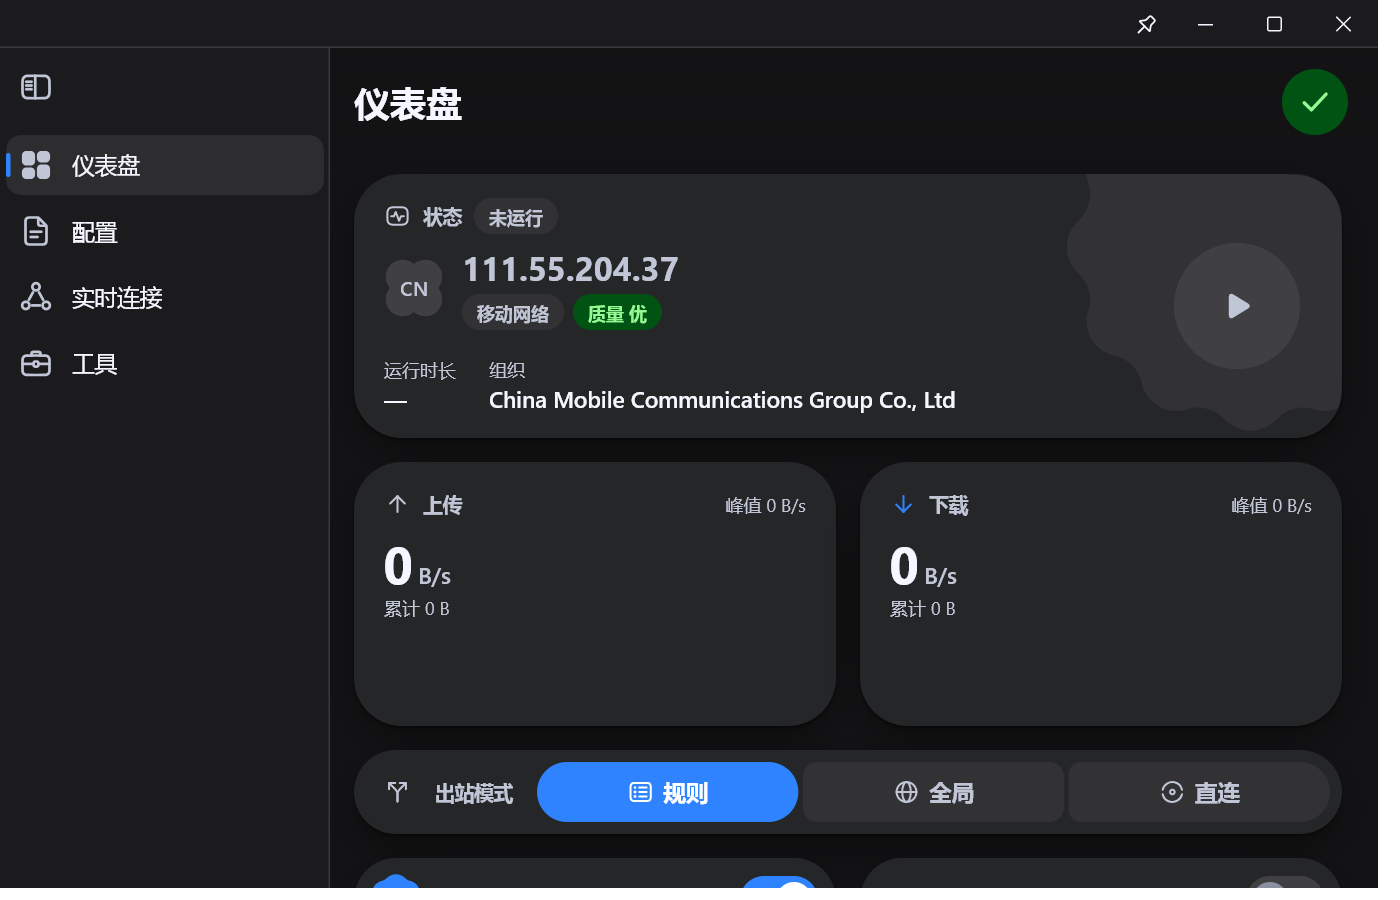 仪表盘
配置
实时连接
工具
仪表盘
状态 未运行
CN
111.55.204.37
移动网络 质量 优
运行时长 组织
— China Mobile Communications Group Co., Ltd
上传 峰值 0 B/s
0 B/s
累计 0 B
下载 峰值 0 B/s
0 B/s
累计 0 B
出站模式 规则 全局 直连